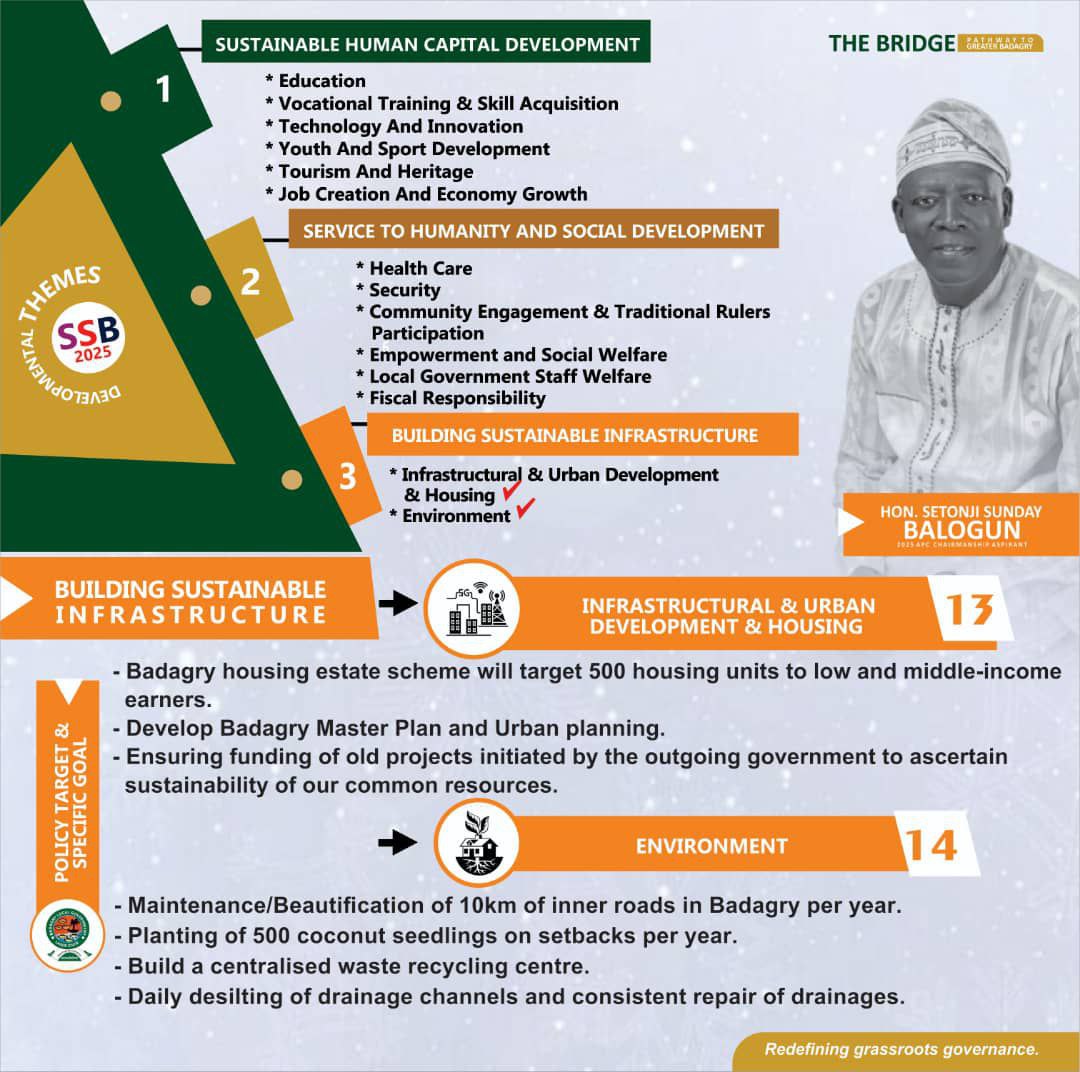 THE BRIDGE
PATHWAY TO
GREATER BADAGRY
DEVELOPMENTAL THEMES
SSB
2025
1
SUSTAINABLE HUMAN CAPITAL DEVELOPMENT
* Education
* Vocational Training & Skill Acquisition
* Technology And Innovation
* Youth And Sport Development
* Tourism And Heritage
* Job Creation And Economy Growth
2
SERVICE TO HUMANITY AND SOCIAL DEVELOPMENT
* Health Care
* Security
* Community Engagement & Traditional Rulers
Participation
* Empowerment and Social Welfare
* Local Government Staff Welfare
* Fiscal Responsibility
3
BUILDING SUSTAINABLE INFRASTRUCTURE
* Infrastructural & Urban Development
& Housing
* Environment
HON. SETONJI SUNDAY
BALOGUN
2025 APC CHAIRMANSHIP ASPIRANT
BUILDING SUSTAINABLE
INFRASTRUCTURE
5G
INFRASTRUCTURAL & URBAN
DEVELOPMENT & HOUSING
13
POLICY TARGET &
SPECIFIC GOAL
- Badagry housing estate scheme will target 500 housing units to low and middle-income
earners.
- Develop Badagry Master Plan and Urban planning.
- Ensuring funding of old projects initiated by the outgoing government to ascertain
sustainability of our common resources.
ENVIRONMENT
14
- Maintenance/Beautification of 10km of inner roads in Badagry per year.
- Planting of 500 coconut seedlings on setbacks per year.
- Build a centralised waste recycling centre.
- Daily desilting of drainage channels and consistent repair of drainages.
Redefining grassroots governance.